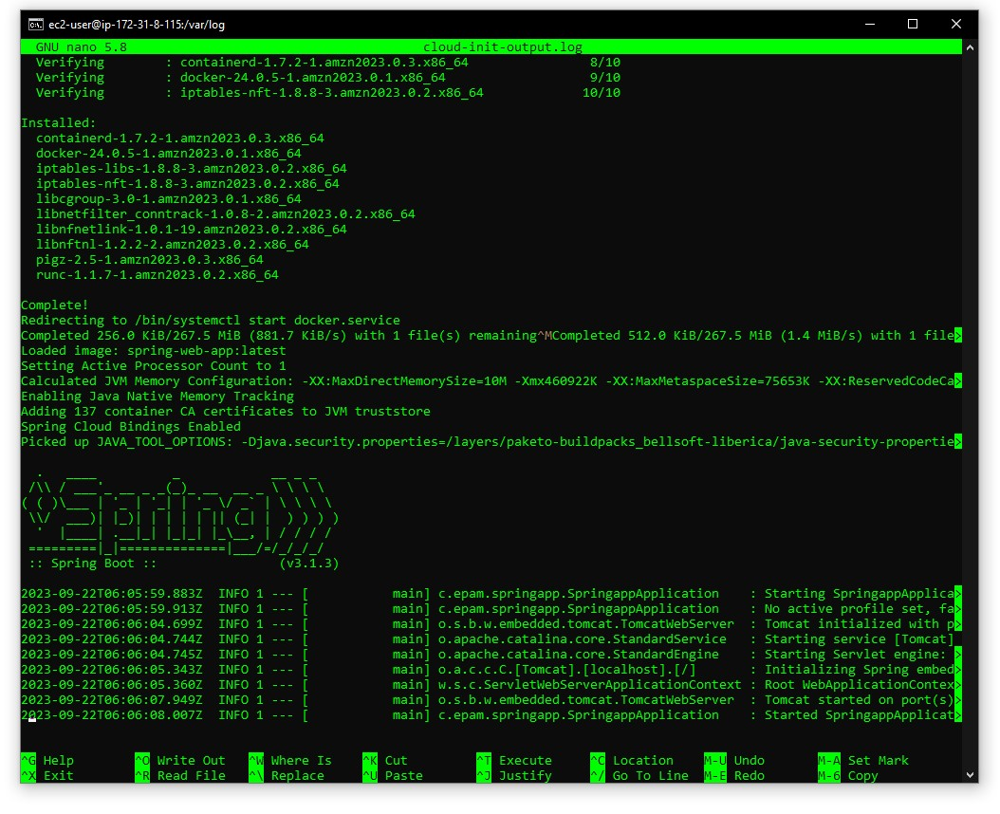 ec2-user@ip-172-31-8-115:/var/log
GNU nano 5.8 cloud-init-output.log
Verifying : containerd-1.7.2-1.amzn2023.0.3.x86_64 8/10
Verifying : docker-24.0.5-1.amzn2023.0.1.x86_64 9/10
Verifying : iptables-nft-1.8.8-3.amzn2023.0.2.x86_64 10/10
Installed:
containerd-1.7.2-1.amzn2023.0.3.x86_64
docker-24.0.5-1.amzn2023.0.1.x86_64
iptables-libs-1.8.8-3.amzn2023.0.2.x86_64
iptables-nft-1.8.8-3.amzn2023.0.2.x86_64
libcgroup-3.0-1.amzn2023.0.1.x86_64
libnetfilter_conntrack-1.0.8-2.amzn2023.0.2.x86_64
libnfnetlink-1.0.1-19.amzn2023.0.2.x86_64
libnftnl-1.2.2-2.amzn2023.0.2.x86_64
pigz-2.5-1.amzn2023.0.3.x86_64
runc-1.1.7-1.amzn2023.0.2.x86_64
Complete!
Redirecting to /bin/systemctl start docker.service
Completed 256.0 KiB/267.5 MiB (881.7 KiB/s) with 1 file(s) remaining^MCompleted 512.0 KiB/267.5 MiB (1.4 MiB/s) with 1 file>
Loaded image: spring-web-app:latest
Setting Active Processor Count to 1
Calculated JVM Memory Configuration: -XX:MaxDirectMemorySize=10M -Xmx460922K -XX:MaxMetaspaceSize=75653K -XX:ReservedCodeCa>
Enabling Java Native Memory Tracking
Adding 137 container CA certificates to JVM truststore
Spring Cloud Bindings Enabled
Picked up JAVA_TOOL_OPTIONS: -Djava.security.properties=/layers/paketo-buildpacks_bellsoft-liberica/java-security-propertie>
  .   ____          _            __ _ _
 /\\ / ___'_ __ _ _(_)_ __  __ _ \ \ \ \
( ( )\___ | '_ | '_| | '_ \/ _` | \ \ \ \
 \\/  ___)| |_)| | | | | || (_| |  ) ) ) )
  '  |____| .__|_| |_|_| |_\__, | / / / /
 =========|_|==============|___/=/_/_/_/
:: Spring Boot :: (v3.1.3)
2023-09-22T06:05:59.883Z INFO 1 --- [ main] c.epam.springapp.SpringappApplication : Starting SpringappApplica>
2023-09-22T06:05:59.913Z INFO 1 --- [ main] c.epam.springapp.SpringappApplication : No active profile set, fa>
2023-09-22T06:06:04.699Z INFO 1 --- [ main] o.s.b.w.embedded.tomcat.TomcatWebServer : Tomcat initialized with p>
2023-09-22T06:06:04.744Z INFO 1 --- [ main] o.apache.catalina.core.StandardService : Starting service [Tomcat]
2023-09-22T06:06:04.745Z INFO 1 --- [ main] o.apache.catalina.core.StandardEngine : Starting Servlet engine: >
2023-09-22T06:06:05.343Z INFO 1 --- [ main] o.a.c.c.C.[Tomcat].[localhost].[/] : Initializing Spring embed>
2023-09-22T06:06:05.360Z INFO 1 --- [ main] w.s.c.ServletWebServerApplicationContext : Root WebApplicationContex>
2023-09-22T06:06:07.949Z INFO 1 --- [ main] o.s.b.w.embedded.tomcat.TomcatWebServer : Tomcat started on port(s)>
2023-09-22T06:06:08.007Z INFO 1 --- [ main] c.epam.springapp.SpringappApplication : Started SpringappApplicat>
^G Help ^O Write Out ^W Where Is ^K Cut ^T Execute ^C Location M-U Undo M-A Set Mark
^X Exit ^R Read File ^\ Replace ^U Paste ^J Justify ^/ Go To Line M-E Redo M-6 Copy